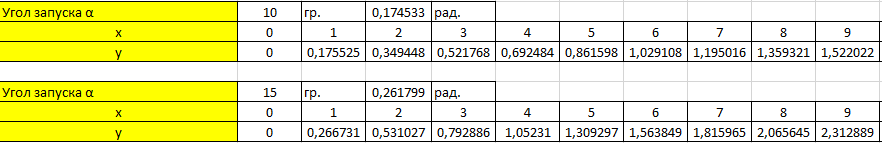 Угол запуска α 10 гр. 0,174533 рад.
x 0 1 2 3 4 5 6 7 8 9
y 0 0,175525 0,349448 0,521768 0,692484 0,861598 1,029108 1,195016 1,359321 1,522022
Угол запуска α 15 гр. 0,261799 рад.
x 0 1 2 3 4 5 6 7 8 9
y 0 0,266731 0,531027 0,792886 1,05231 1,309297 1,563849 1,815965 2,065645 2,312889